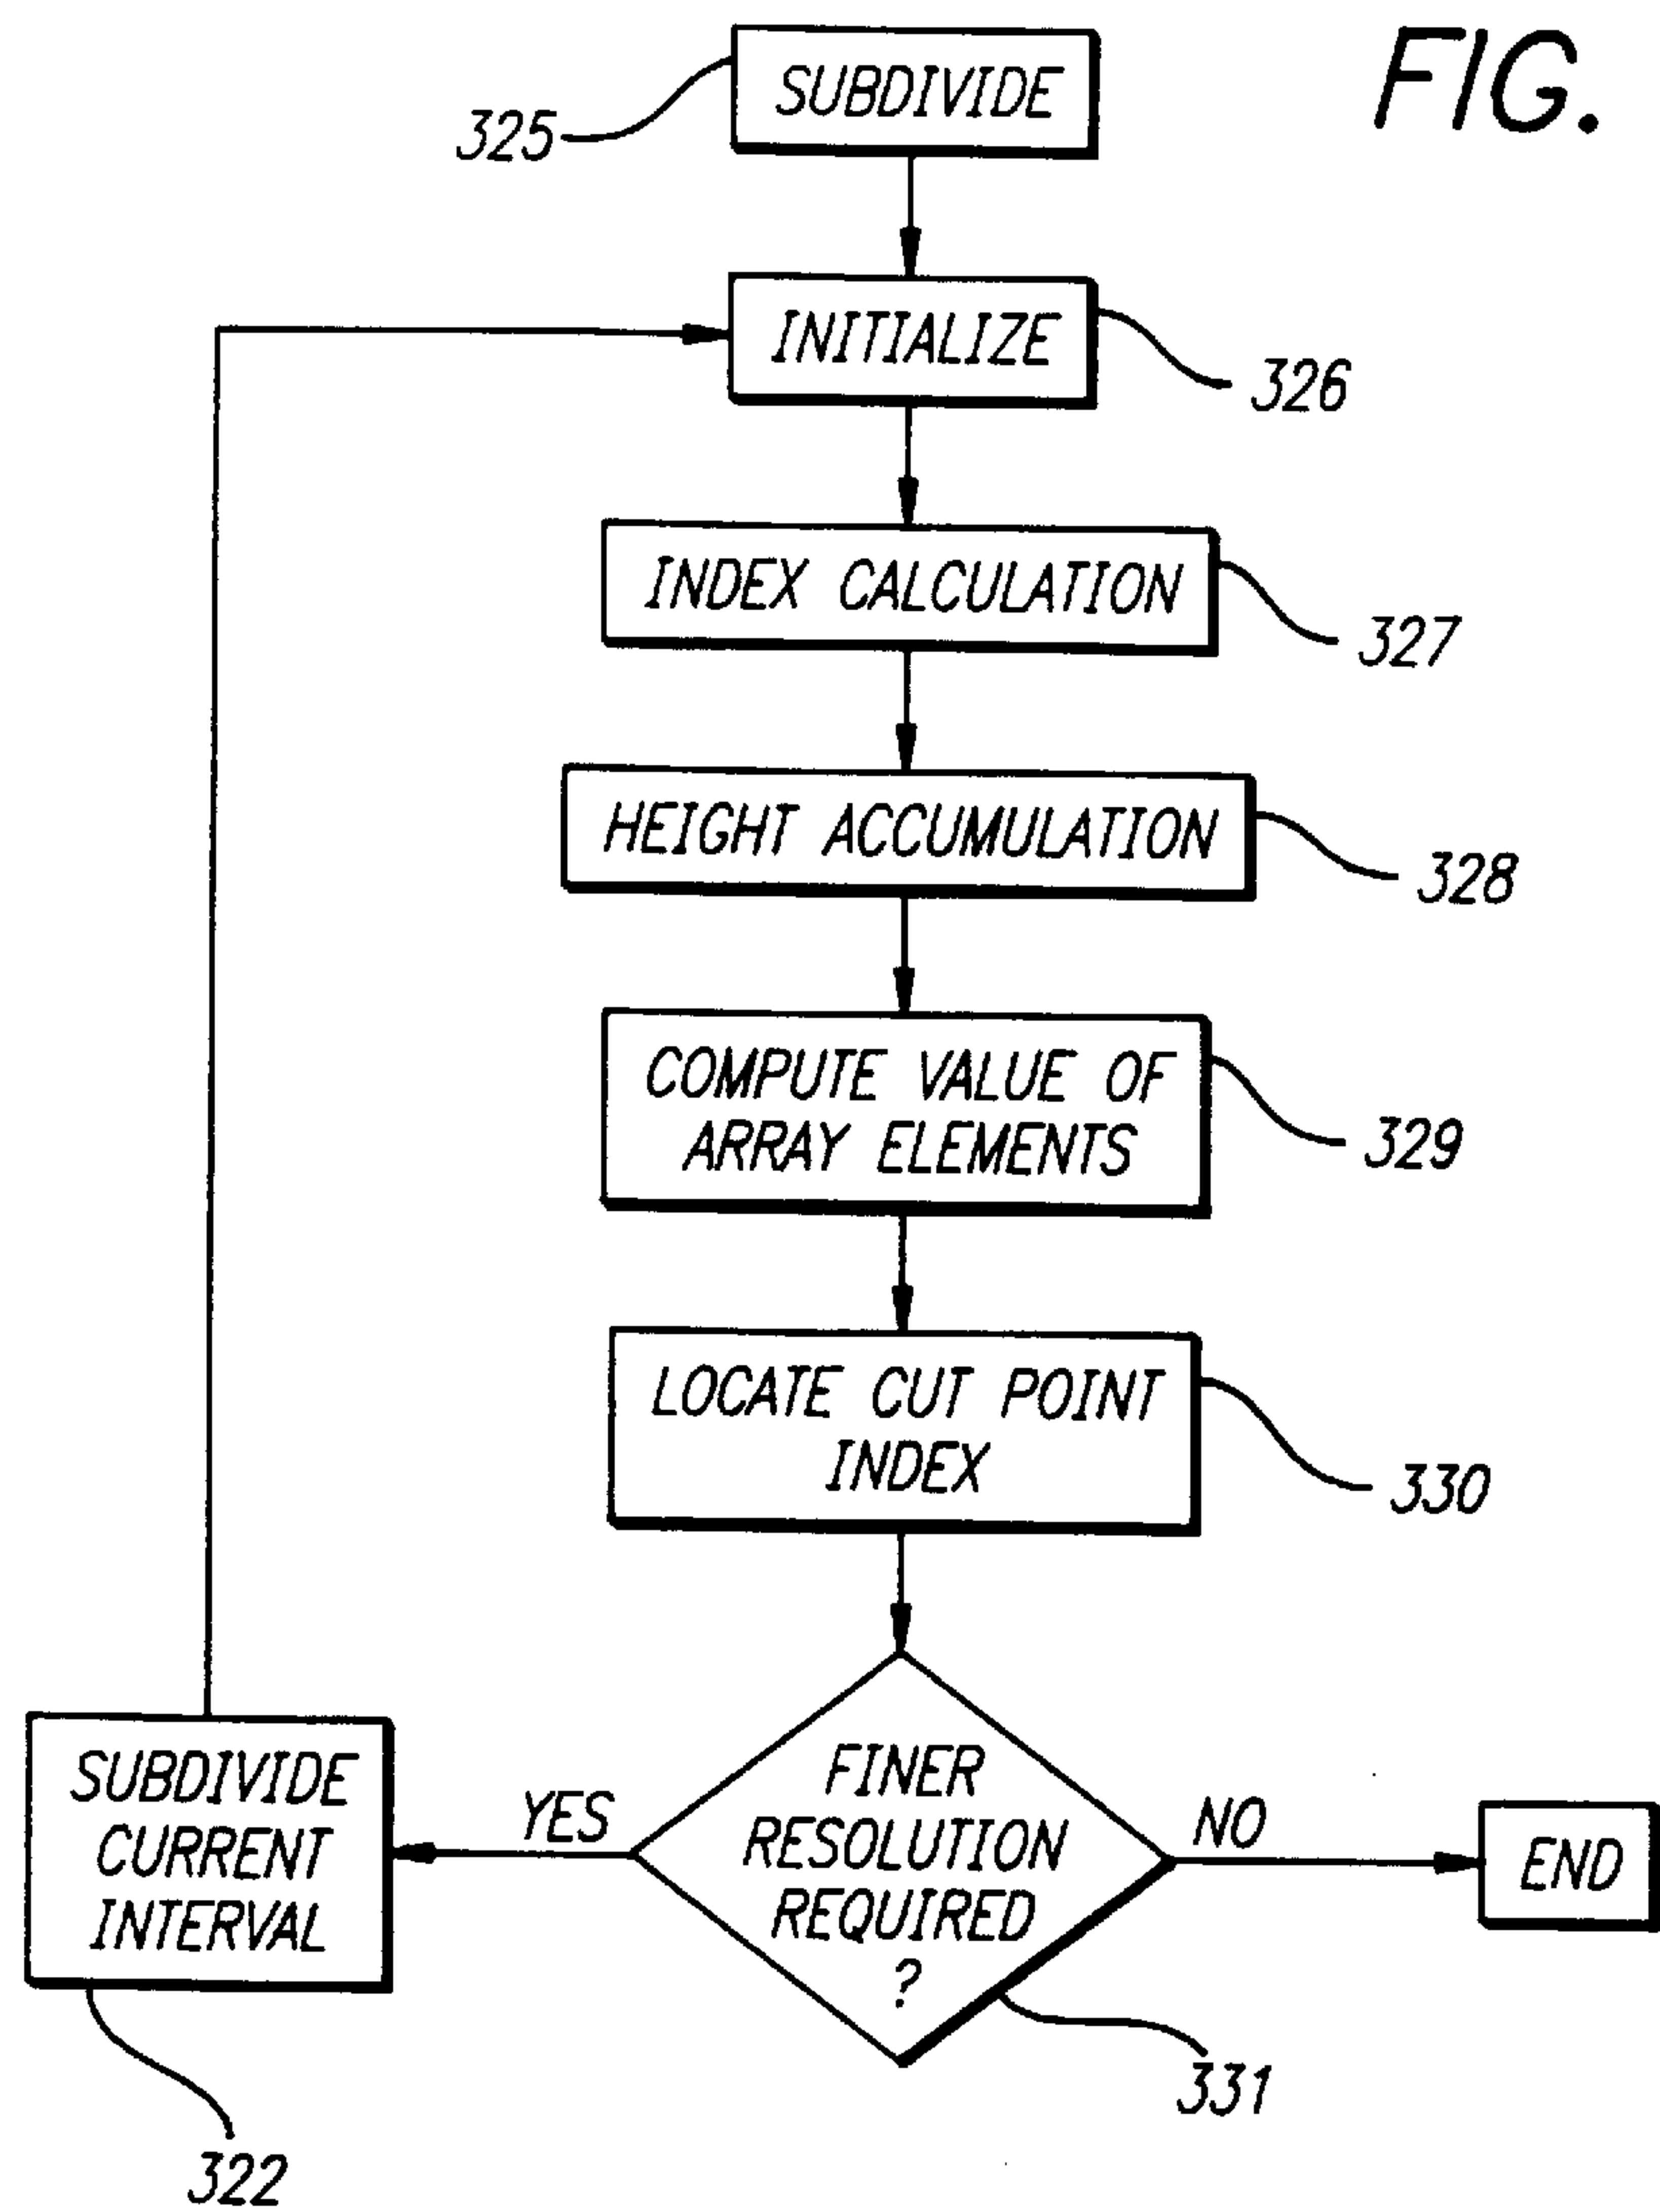 FIG.
SUBDIVIDE
325
INITIALIZE
326
INDEX CALCULATION
327
HEIGHT ACCUMULATION
328
COMPUTE VALUE OF
ARRAY ELEMENTS
329
LOCATE CUT POINT
INDEX
330
FINER
RESOLUTION
REQUIRED
?
331
YES
NO
SUBDIVIDE
CURRENT
INTERVAL
322
END